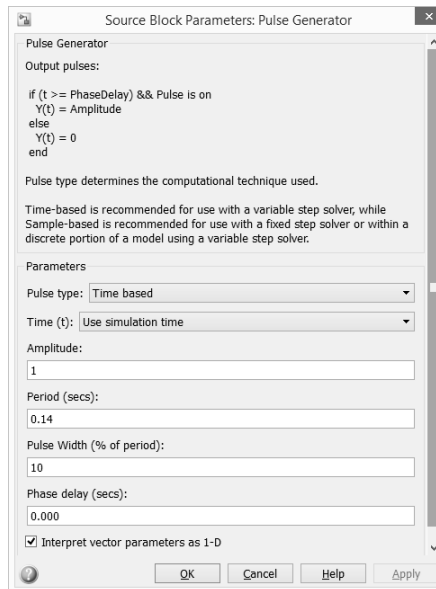 Source Block Parameters: Pulse Generator
Pulse Generator
Output pulses:
if (t >= PhaseDelay) && Pulse is on
Y(t) = Amplitude
else
Y(t) = 0
end
Pulse type determines the computational technique used.
Time-based is recommended for use with a variable step solver, while
Sample-based is recommended for use with a fixed step solver or within a
discrete portion of a model using a variable step solver.
Parameters
Pulse type: Time based
Time (t): Use simulation time
Amplitude:
1
Period (secs):
0.14
Pulse Width (% of period):
10
Phase delay (secs):
0.000
Interpret vector parameters as 1-D
OK Cancel Help Apply